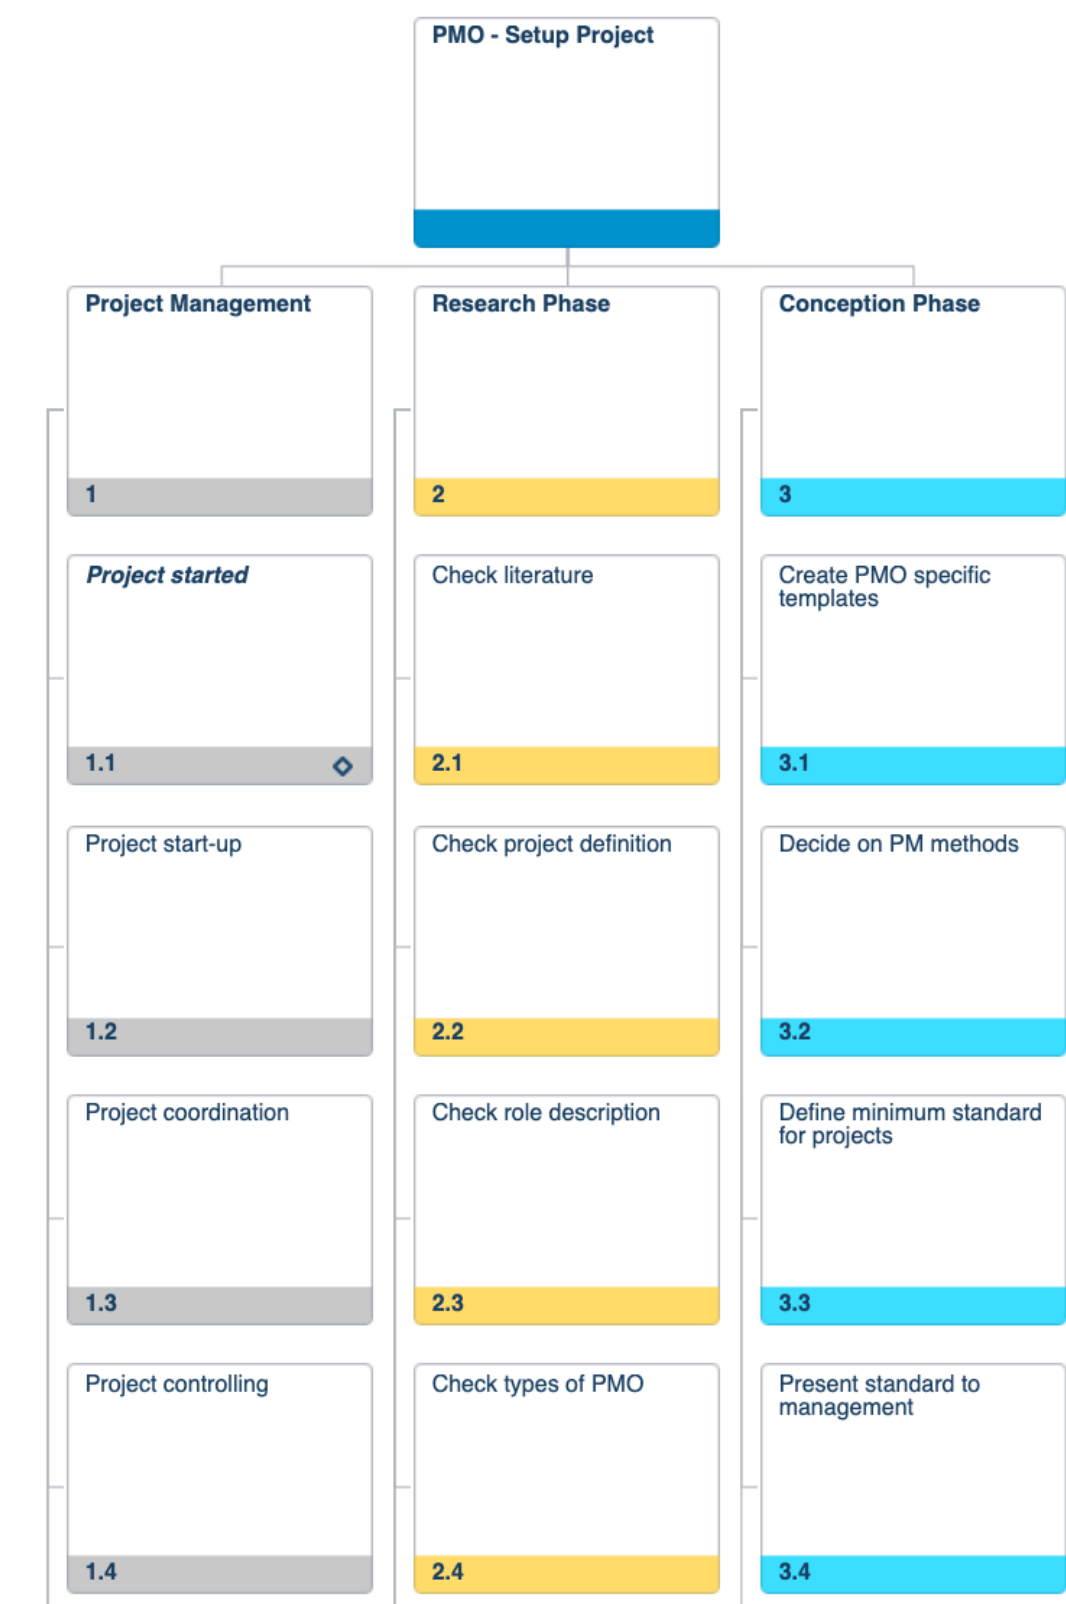 PMO - Setup Project
Project Management
1
Research Phase
2
Conception Phase
3
Project started
1.1
Check literature
2.1
Create PMO specific
templates
3.1
Project start-up
1.2
Check project definition
2.2
Decide on PM methods
3.2
Project coordination
1.3
Check role description
2.3
Define minimum standard
for projects
3.3
Project controlling
1.4
Check types of PMO
2.4
Present standard to
management
3.4